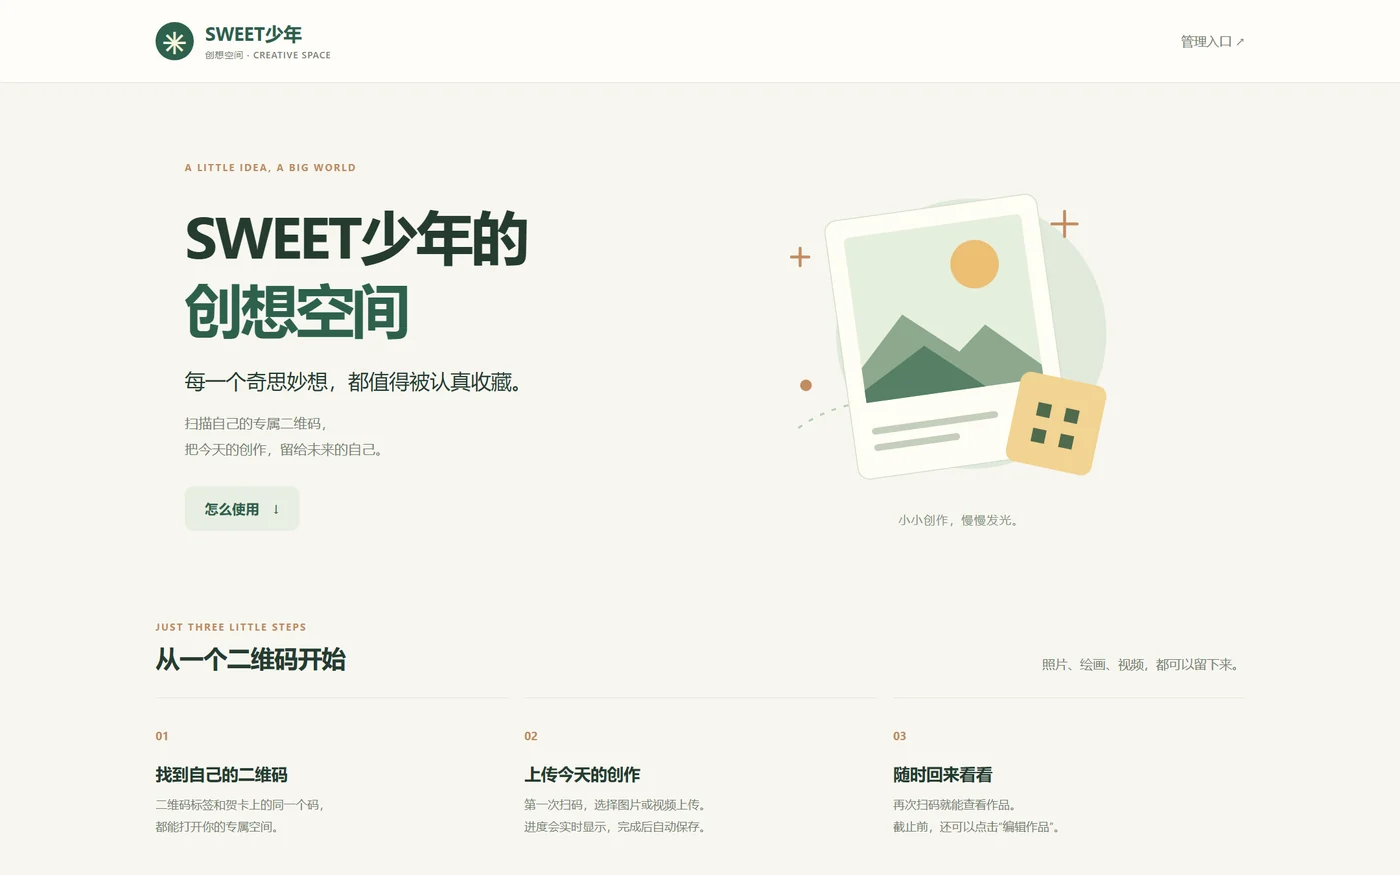 SWEET少年
创想空间 · CREATIVE SPACE
管理入口 ↗
A LITTLE IDEA, A BIG WORLD
SWEET少年的
创想空间
每一个奇思妙想，都值得被认真收藏。
扫描自己的专属二维码，
把今天的创作，留给未来的自己。
怎么使用 ↓
小小创作，慢慢发光。
JUST THREE LITTLE STEPS
从一个二维码开始
照片、绘画、视频，都可以留下来。
01
找到自己的二维码
二维码标签和贺卡上的同一个码，
都能打开你的专属空间。
02
上传今天的创作
第一次扫码，选择图片或视频上传。
进度会实时显示，完成后自动保存。
03
随时回来看看
再次扫码就能查看作品。
截止前，还可以点击“编辑作品”。